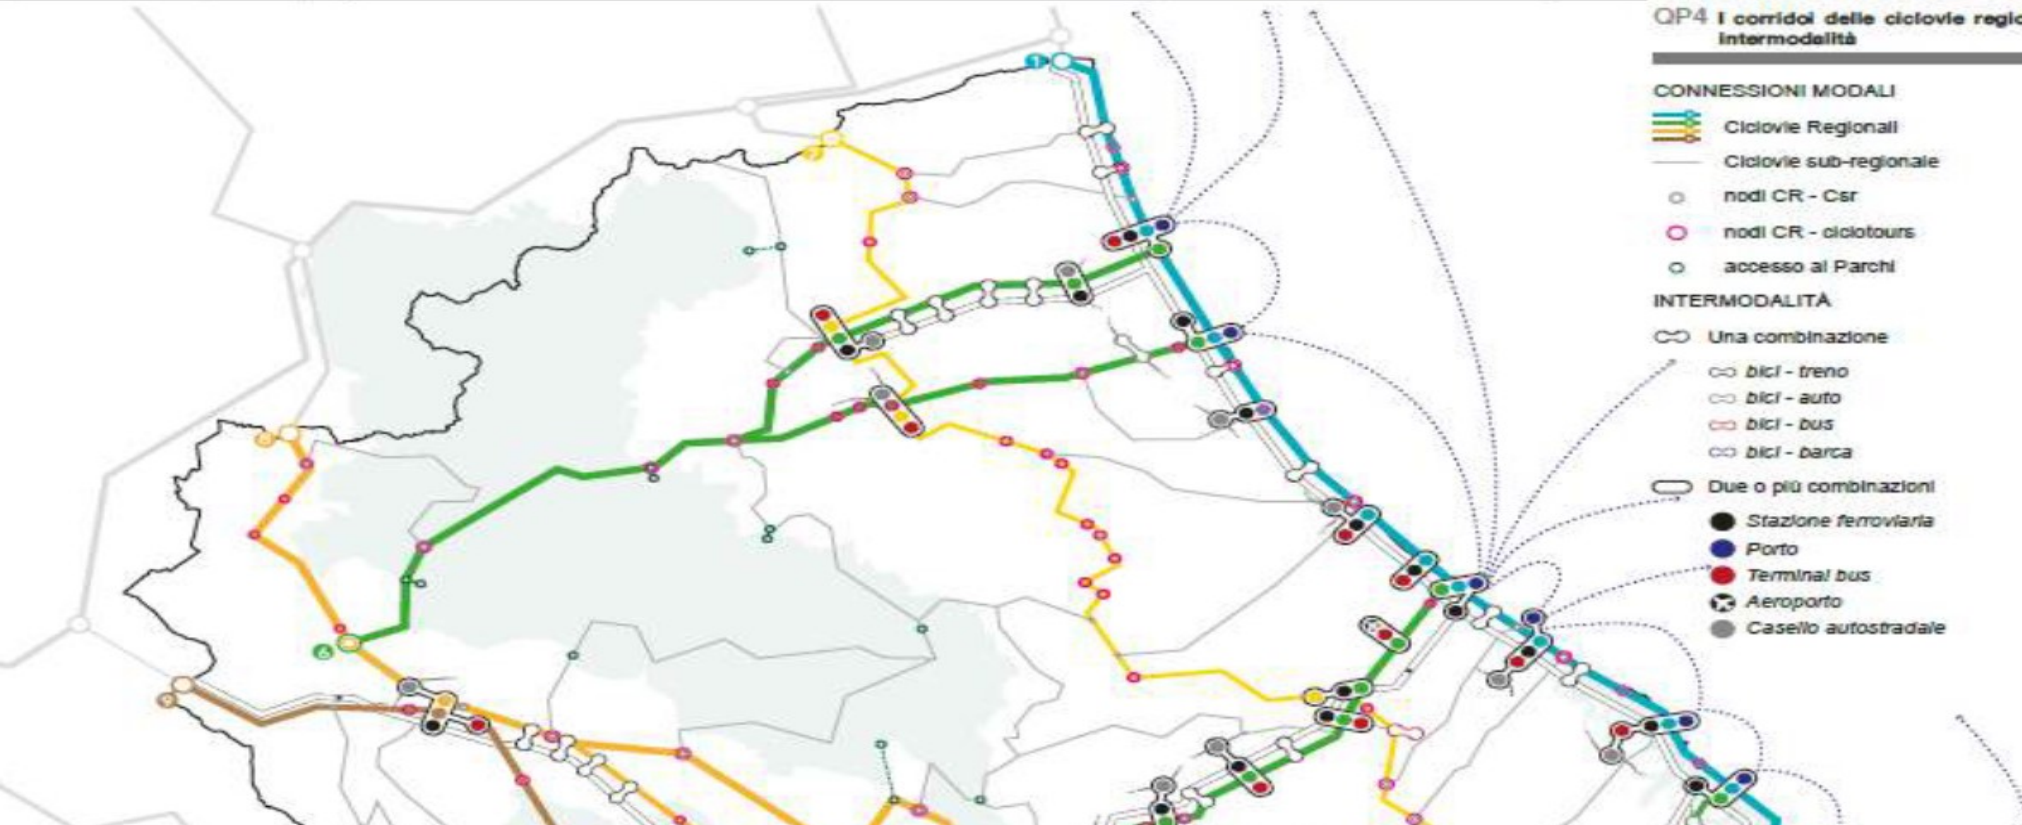 QP4 I corridoi delle ciclovie
intermodalità
CONNESSIONI MODALI
Ciclovie Regionali
Ciclovie sub-regionale
nodi CR - Csr
nodi CR - ciclotours
accesso ai Parchi
INTERMODALITÀ
Una combinazione
bici - treno
bici - auto
bici - bus
bici - barca
Due o più combinazioni
Stazione ferroviaria
Porto
Terminal bus
Aeroporto
Casello autostradale
1
6